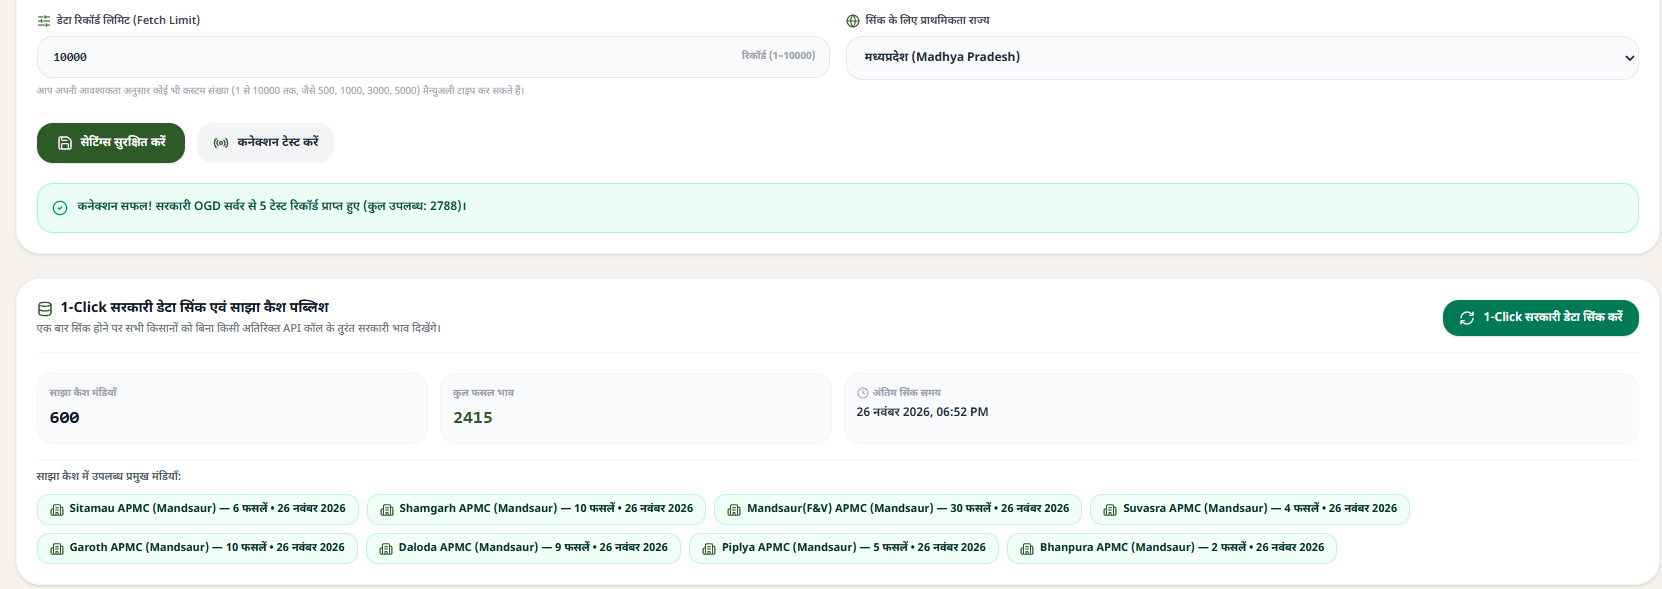 डेटा रिकॉर्ड लिमिट (Fetch Limit)
सिंक के लिए प्राथमिकता राज्य
10000
रिकॉर्ड (1-10000)
मध्यप्रदेश (Madhya Pradesh)
आप अपनी आवश्यकता अनुसार कोई भी कस्टम संख्या (1 से 10000 तक, जैसे 500, 1000, 3000, 5000) मैन्युअली टाइप कर सकते हैं।
सेटिंग्स सुरक्षित करें
कनेक्शन टेस्ट करें
कनेक्शन सफल! सरकारी OGD सर्वर से 5 टेस्ट रिकॉर्ड प्राप्त हुए (कुल उपलब्ध: 2788)।
1-Click सरकारी डेटा सिंक एवं साझा कैश पब्लिश
एक बार सिंक होने पर सभी किसानों को बिना किसी अतिरिक्त API कॉल के तुरंत सरकारी भाव दिखेंगे।
1-Click सरकारी डेटा सिंक करें
साझा कैश मंडियाँ
600
कुल फसल भाव
2415
अंतिम सिंक समय
26 नवंबर 2026, 06:52 PM
साझा कैश में उपलब्ध प्रमुख मंडियाँ:
Sitamau APMC (Mandsaur) — 6 फसलें • 26 नवंबर 2026
Shamgarh APMC (Mandsaur) — 10 फसलें • 26 नवंबर 2026
Mandsaur(F&V) APMC (Mandsaur) — 30 फसलें • 26 नवंबर 2026
Suvasra APMC (Mandsaur) — 4 फसलें • 26 नवंबर 2026
Garoth APMC (Mandsaur) — 10 फसलें • 26 नवंबर 2026
Daloda APMC (Mandsaur) — 9 फसलें • 26 नवंबर 2026
Piplya APMC (Mandsaur) — 5 फसलें • 26 नवंबर 2026
Bhanpura APMC (Mandsaur) — 2 फसलें • 26 नवंबर 2026